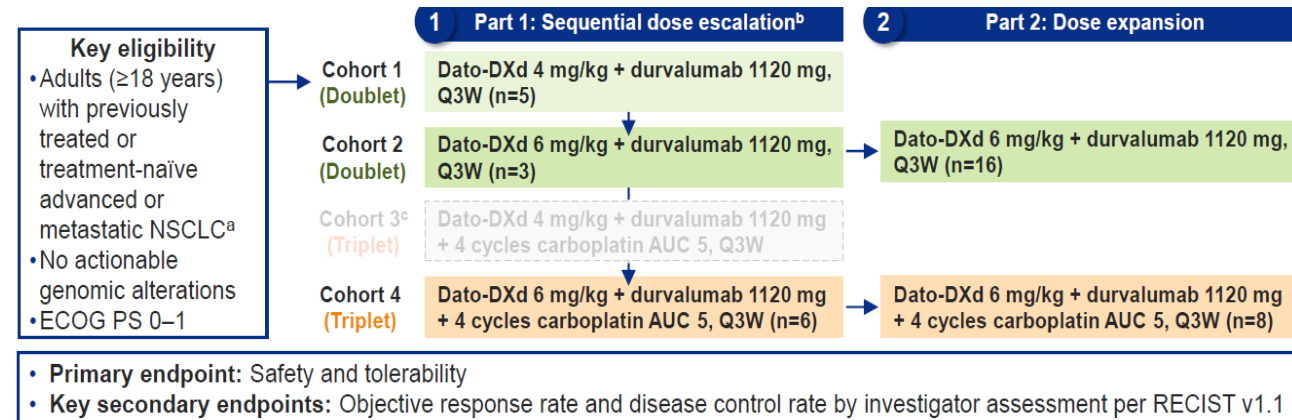 1 Part 1: Sequential dose escalationᵇ
2 Part 2: Dose expansion
Key eligibility
•Adults (≥18 years)
with previously
treated or
treatment-naïve
advanced or
metastatic NSCLCᵃ
•No actionable
genomic alterations
•ECOG PS 0–1
Cohort 1
(Doublet)
Dato-DXd 4 mg/kg + durvalumab 1120 mg,
Q3W (n=5)
Cohort 2
(Doublet)
Dato-DXd 6 mg/kg + durvalumab 1120 mg,
Q3W (n=3)
Dato-DXd 6 mg/kg + durvalumab 1120 mg,
Q3W (n=16)
Cohort 3ᶜ
(Triplet)
Dato-DXd 4 mg/kg + durvalumab 1120 mg
+ 4 cycles carboplatin AUC 5, Q3W
Cohort 4
(Triplet)
Dato-DXd 6 mg/kg + durvalumab 1120 mg
+ 4 cycles carboplatin AUC 5, Q3W (n=6)
Dato-DXd 6 mg/kg + durvalumab 1120 mg
+ 4 cycles carboplatin AUC 5, Q3W (n=8)
• Primary endpoint: Safety and tolerability
• Key secondary endpoints: Objective response rate and disease control rate by investigator assessment per RECIST v1.1